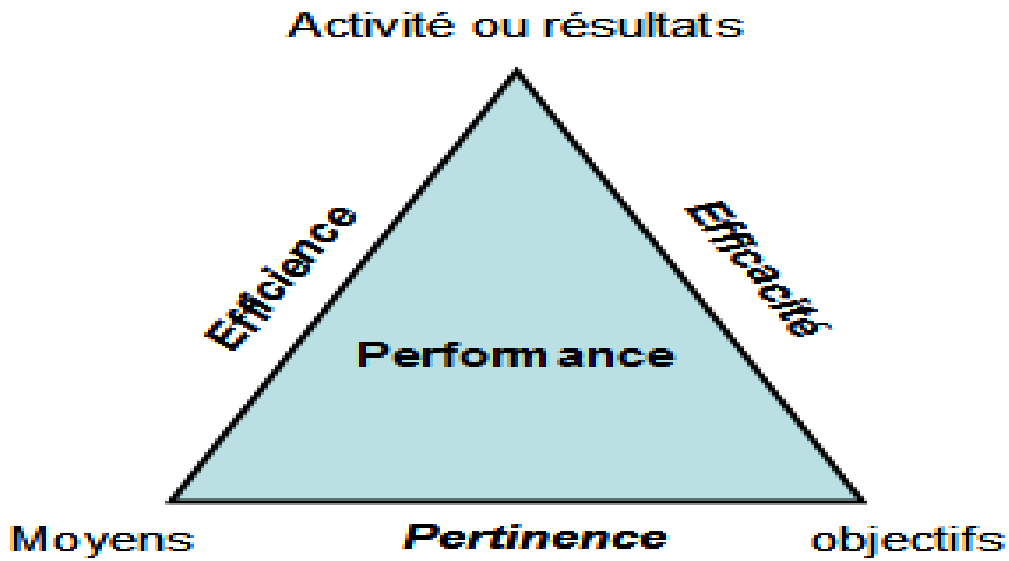 Activité ou résultats
Efficience
Efficacité
Performance
Moyens
Pertinence
objectifs